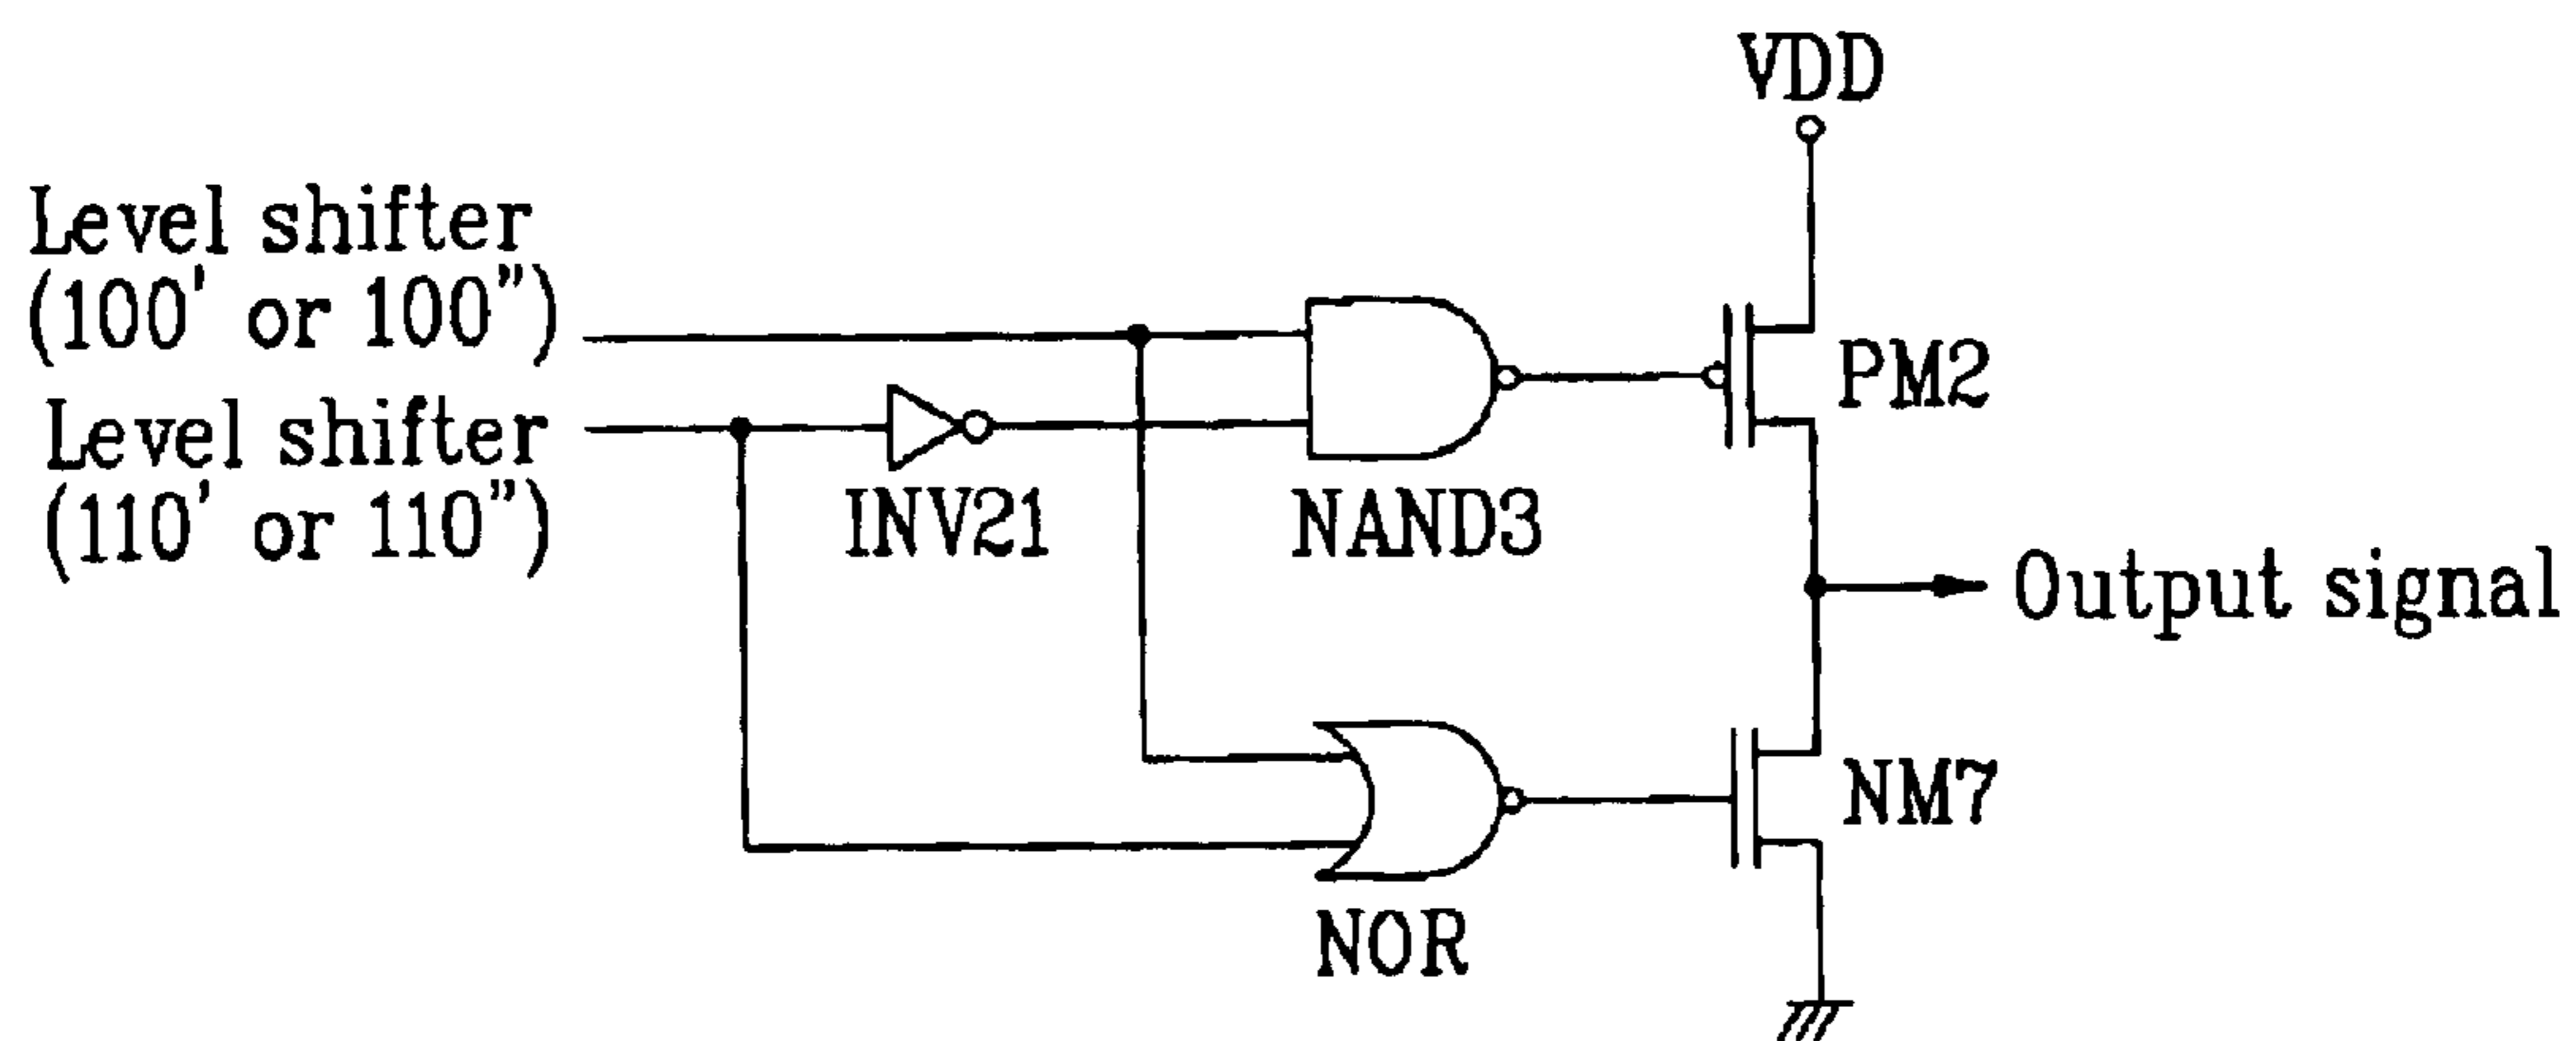 VDD
Level shifter
(100' or 100")
PM2
Level shifter
(110' or 110")
INV21
NAND3
Output signal
NM7
NOR